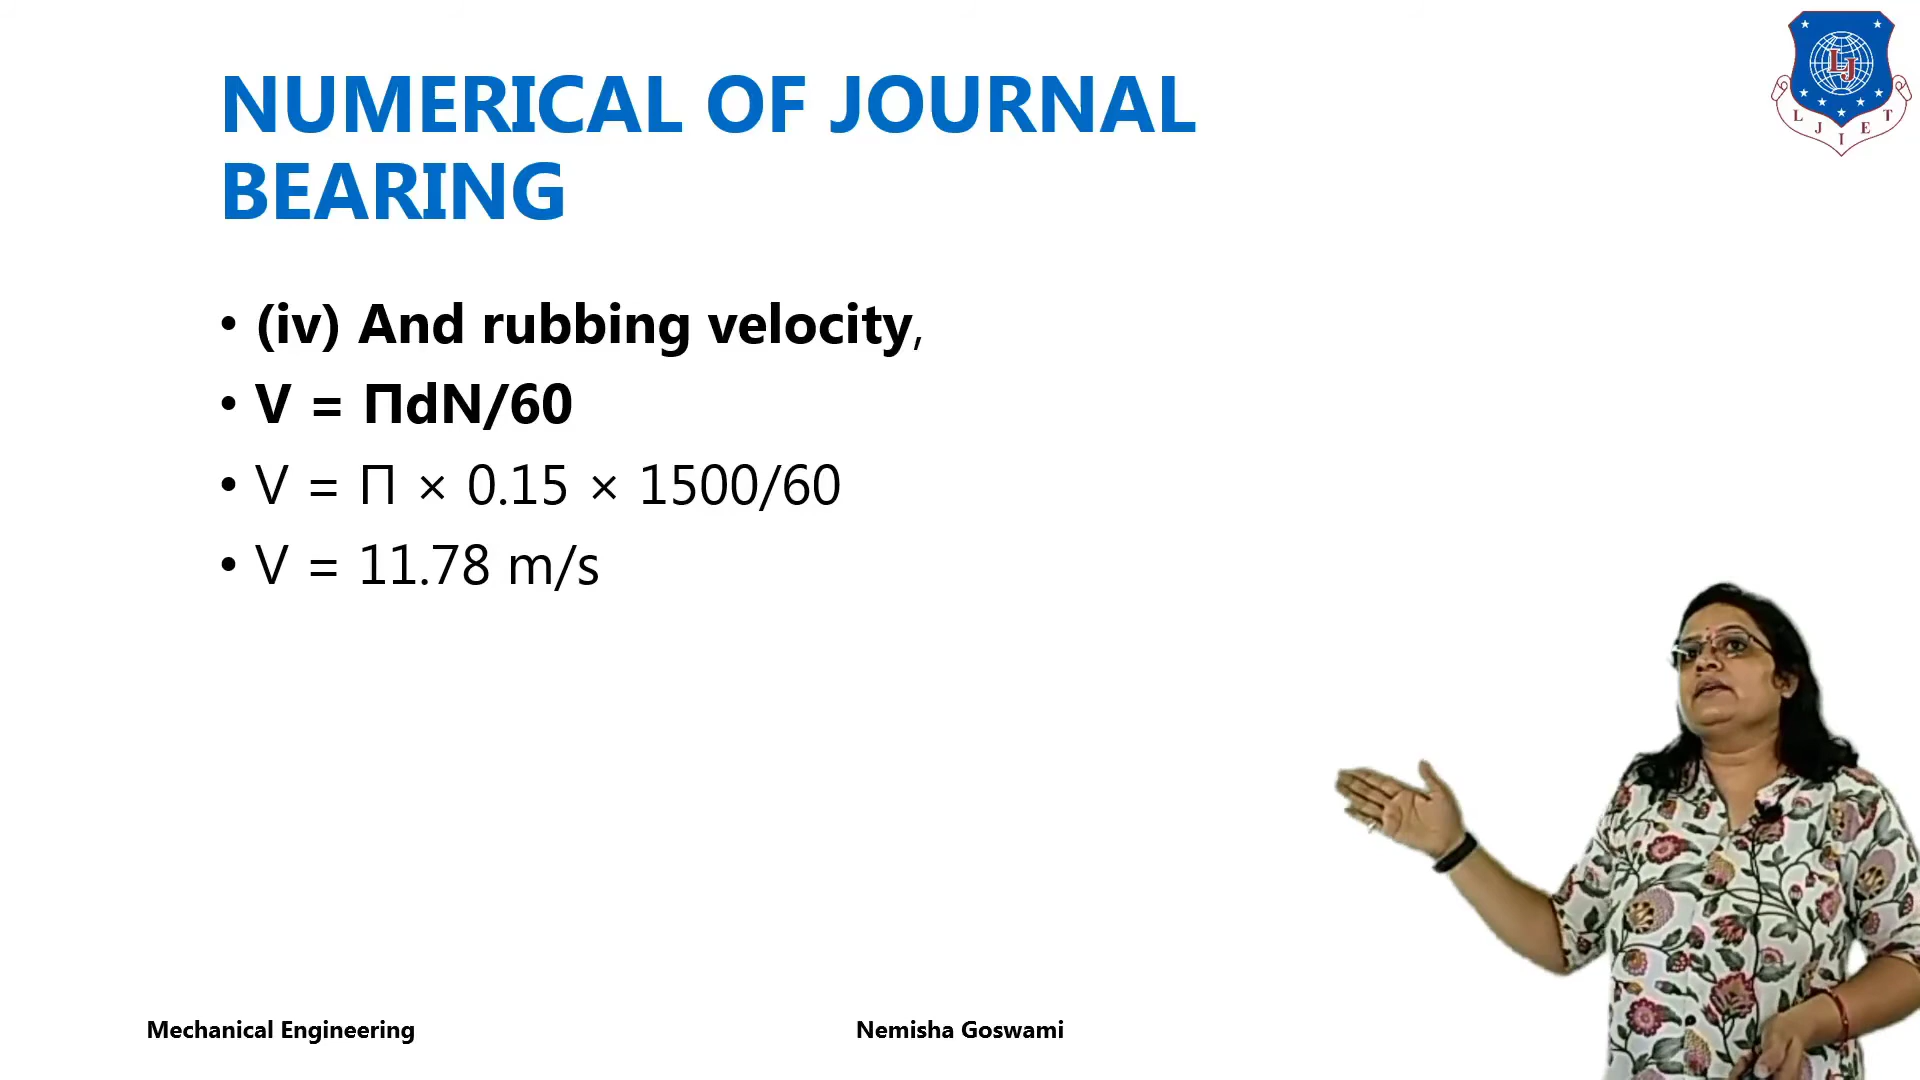 NUMERICAL OF JOURNAL
BEARING
• (iv) And rubbing velocity,
• V = ΠdN/60
• V = Π × 0.15 × 1500/60
• V = 11.78 m/s
Mechanical Engineering
Nemisha Goswami
LJ
L J I E T